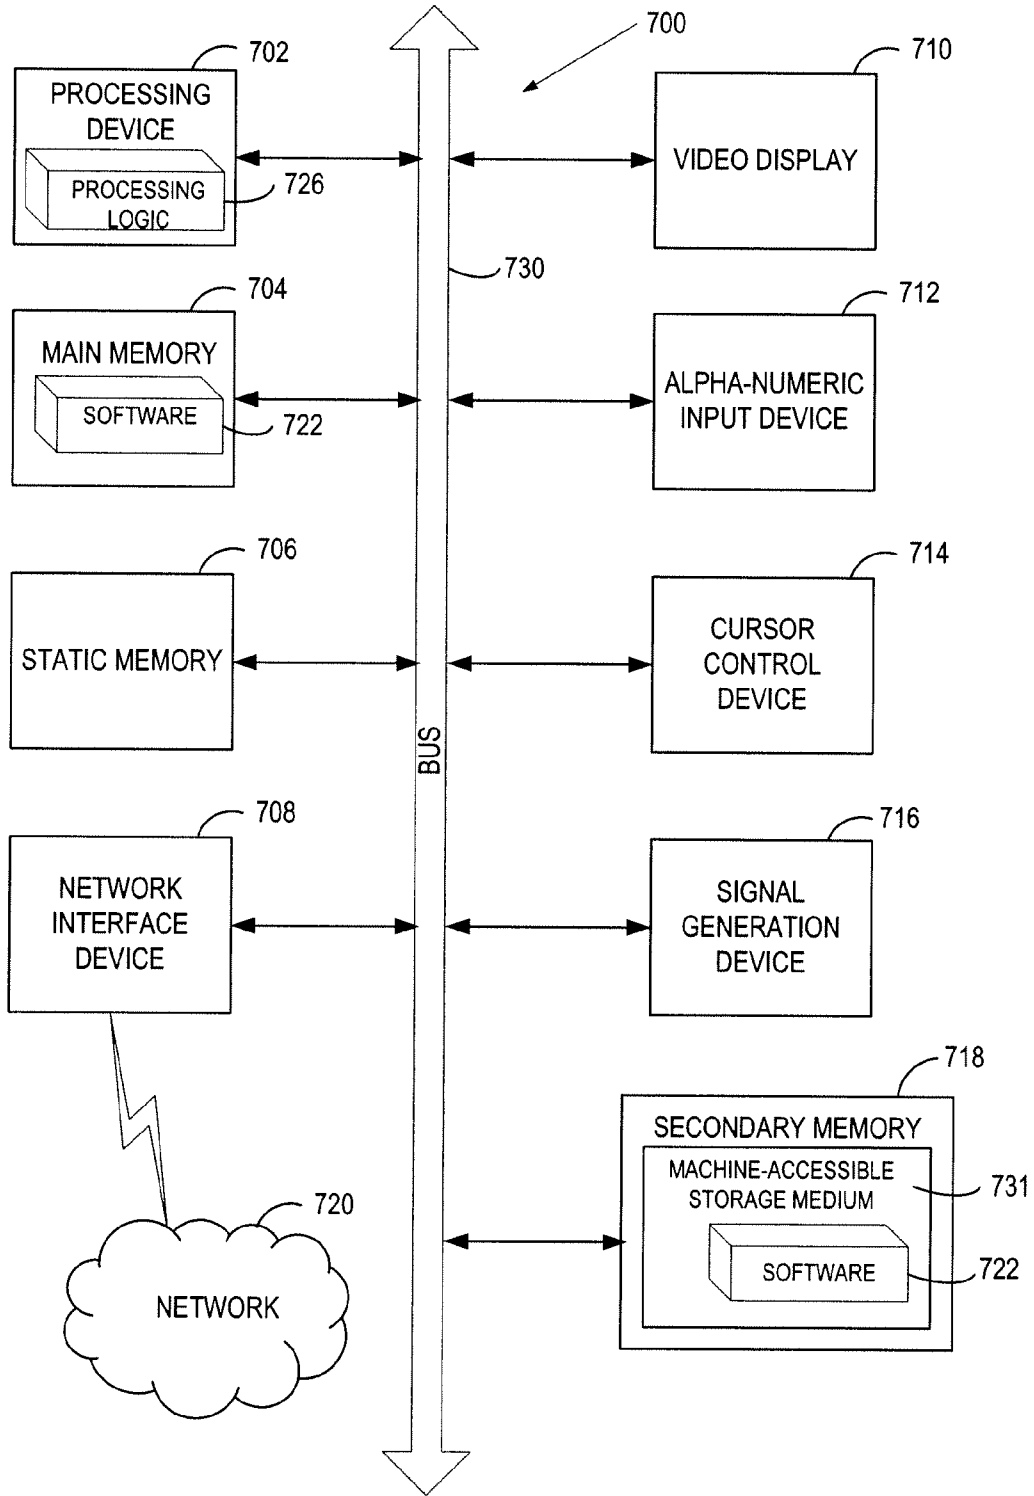 700
702
PROCESSING
DEVICE
PROCESSING
LOGIC
726
710
VIDEO DISPLAY
730
704
MAIN MEMORY
SOFTWARE
722
712
ALPHA-NUMERIC
INPUT DEVICE
706
STATIC MEMORY
714
CURSOR
CONTROL
DEVICE
BUS
708
NETWORK
INTERFACE
DEVICE
716
SIGNAL
GENERATION
DEVICE
718
SECONDARY MEMORY
MACHINE-ACCESSIBLE
STORAGE MEDIUM
731
SOFTWARE
722
720
NETWORK